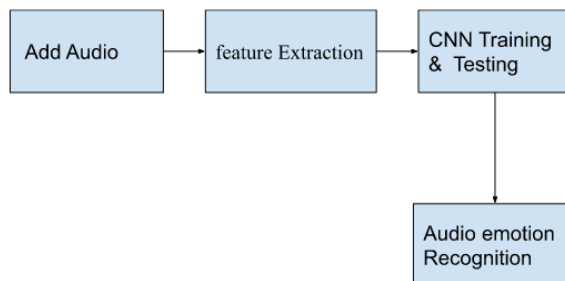 Add Audio
feature Extraction
CNN Training
& Testing
Audio emotion
Recognition